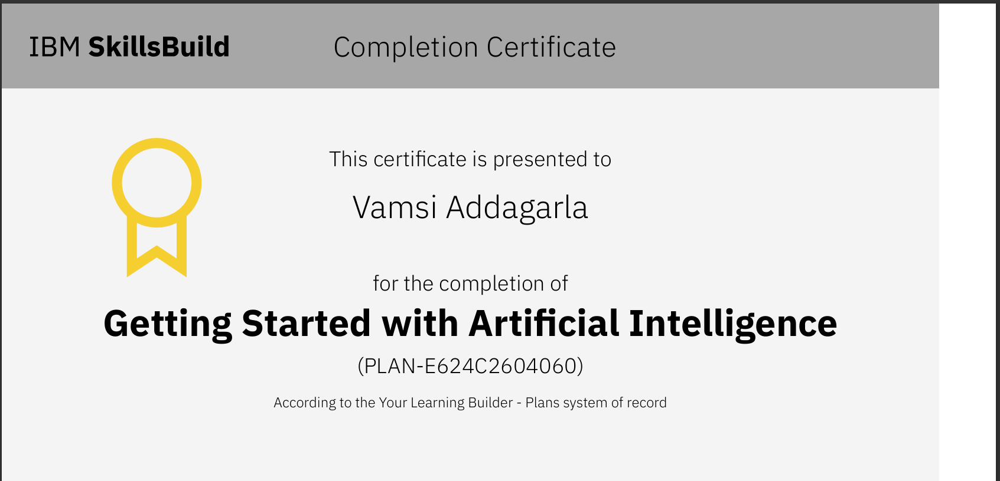 IBM SkillsBuild
Completion Certificate
This certificate is presented to
Vamsi Addagarla
for the completion of
Getting Started with Artificial Intelligence
(PLAN-E624C2604060)
According to the Your Learning Builder - Plans system of record